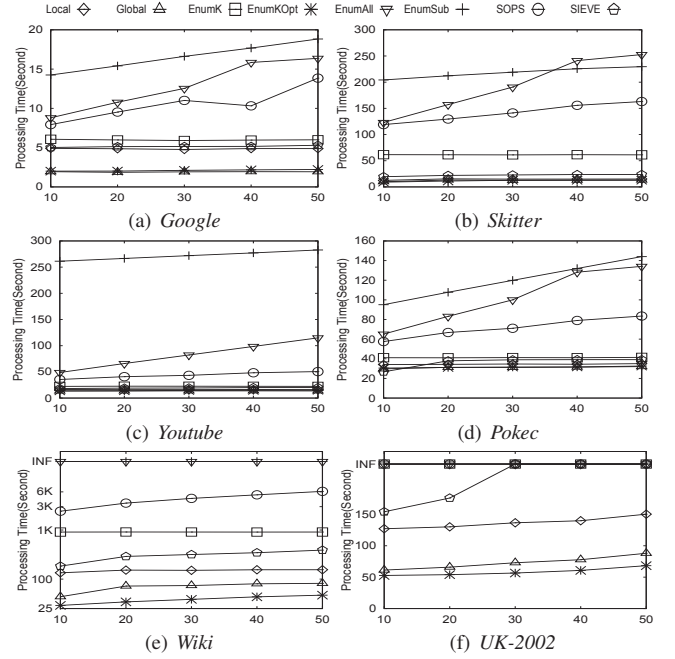 Local Global EnumK EnumKOpt EnumAll EnumSub SOPS SIEVE
Processing Time(Second)
20
15
10
5
0
10 20 30 40 50
(a) Google
Processing Time(Second)
300
250
200
150
100
50
0
10 20 30 40 50
(b) Skitter
Processing Time(Second)
300
250
200
150
100
50
0
10 20 30 40 50
(c) Youtube
Processing Time(Second)
160
140
120
100
80
60
40
20
0
10 20 30 40 50
(d) Pokec
Processing Time(Second)
INF
6K
3K
1K
100
25
10 20 30 40 50
(e) Wiki
Processing Time(Second)
INF
150
100
50
0
10 20 30 40 50
(f) UK-2002